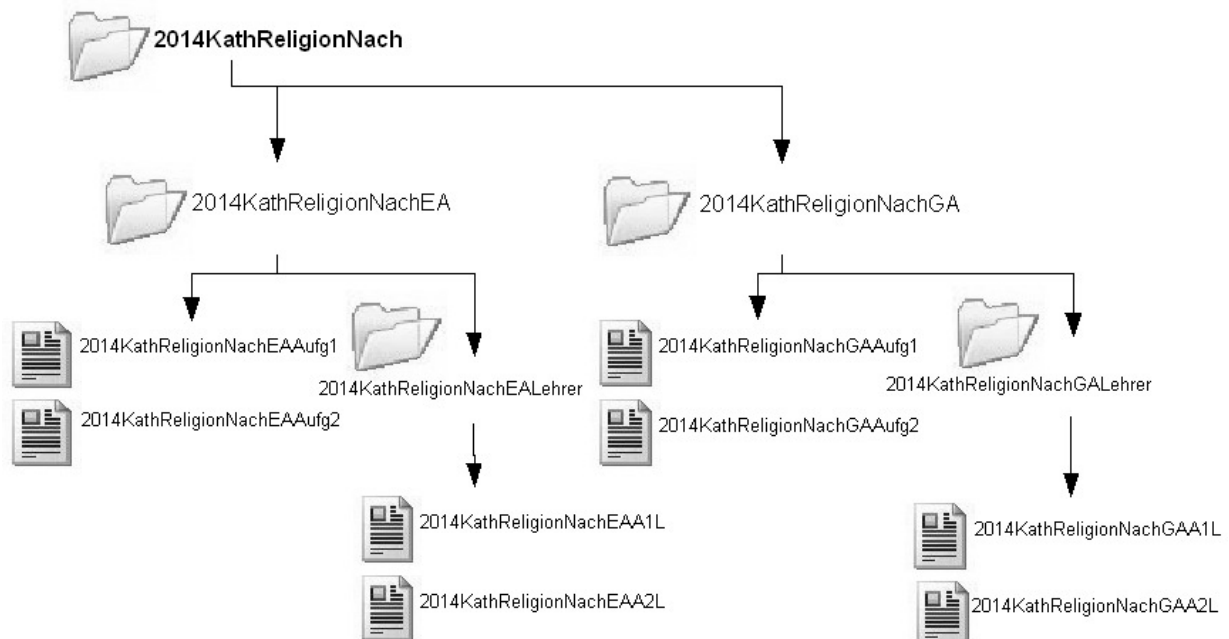 2014KathReligionNach
2014KathReligionNachEA
2014KathReligionNachGA
2014KathReligionNachEAAufg1
2014KathReligionNachEAAufg2
2014KathReligionNachEALehrer
2014KathReligionNachGAAufg1
2014KathReligionNachGAAufg2
2014KathReligionNachGALehrer
2014KathReligionNachEAA1L
2014KathReligionNachEAA2L
2014KathReligionNachGAA1L
2014KathReligionNachGAA2L